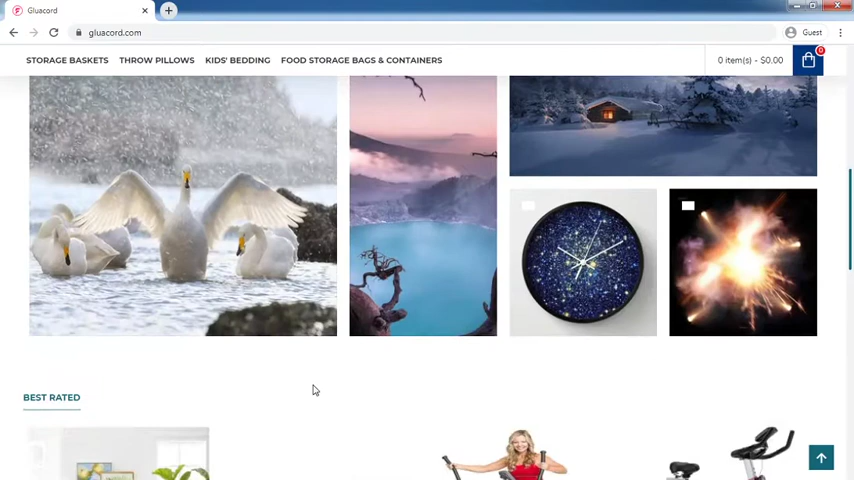 Gluacord
gluacord.com
Guest
STORAGE BASKETS THROW PILLOWS KIDS' BEDDING FOOD STORAGE BAGS & CONTAINERS
0 item(s) - $0.00
0
BEST RATED